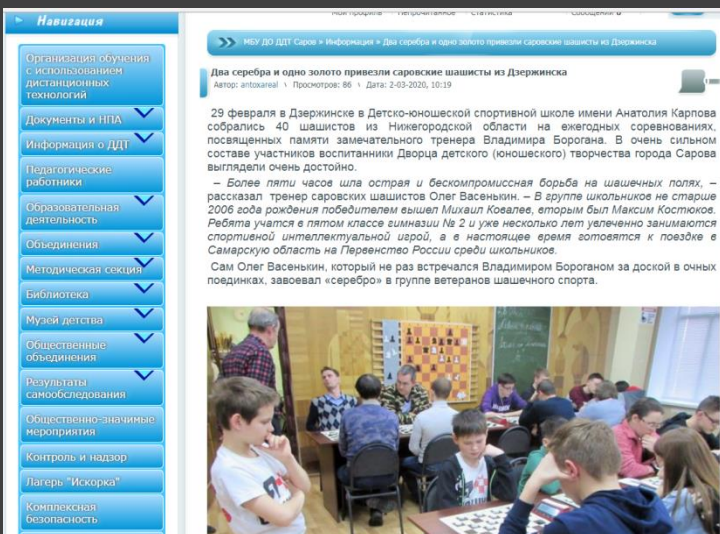 Навигация
Организация обучения
с использованием
дистанционных
технологий
Документы и НПА
Информация о ДДТ
Педагогические
работники
Образовательная
деятельность
Объединения
Методическая секция
Библиотека
Музей детства
Общественные
объединения
Результаты
самообследования
Общественно-значимые
мероприятия
Контроль и надзор
Лагерь "Искорка"
Комплексная
безопасность
МБУ ДО ДДТ Саров » Информация » Два серебра и одно золото привезли саровские шашисты из Дзержинска
Два серебра и одно золото привезли саровские шашисты из Дзержинска
Автор: antoxareal \ Просмотров: 86 \ Дата: 2-03-2020, 10:19
29 февраля в Дзержинске в Детско-юношеской спортивной школе имени Анатолия Карпова
собрались 40 шашистов из Нижегородской области на ежегодных соревнованиях,
посвященных памяти замечательного тренера Владимира Борогана. В очень сильном
составе участников воспитанники Дворца детского (юношеского) творчества города Сарова
выглядели очень достойно.
– Более пяти часов шла острая и бескомпромиссная борьба на шашечных полях, –
рассказал тренер саровских шашистов Олег Васенькин. – В группе школьников не старше
2006 года рождения победителем вышел Михаил Ковалев, вторым был Максим Костюков.
Ребята учатся в пятом классе гимназии № 2 и уже несколько лет увлеченно занимаются
спортивной интеллектуальной игрой, а в настоящее время готовятся к поездке в
Самарскую область на Первенство России среди школьников.
Сам Олег Васенькин, который не раз встречался Владимиром Бороганом за доской в очных
поединках, завоевал «серебро» в группе ветеранов шашечного спорта.